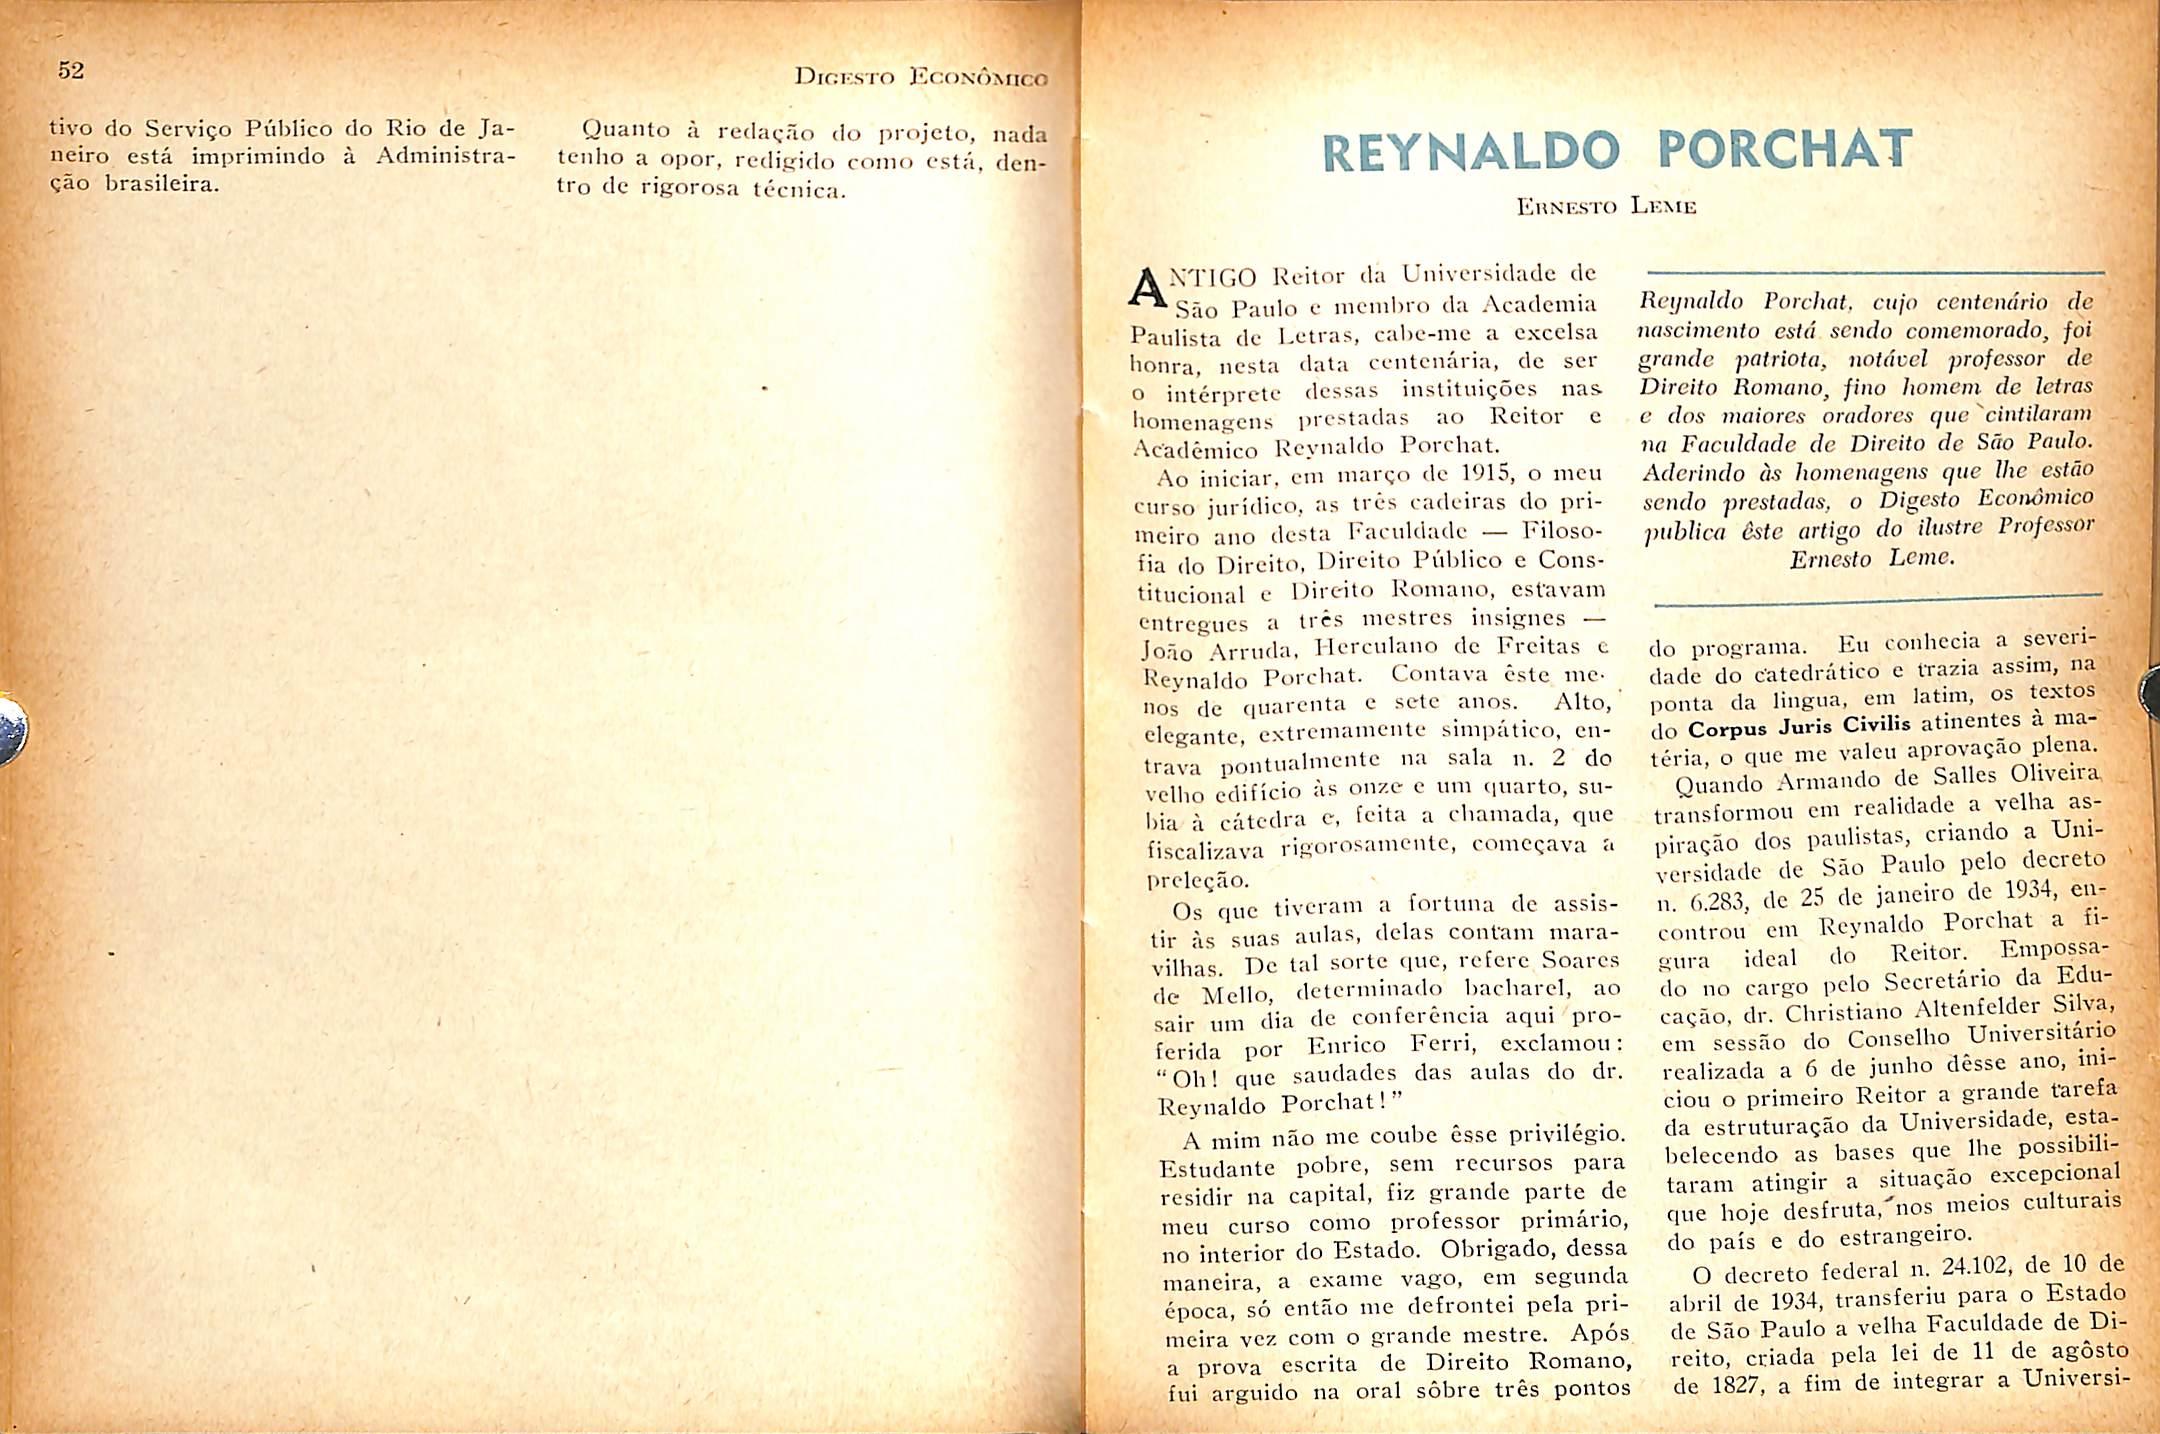 52
DIGESTO ECONÔMICO
tivo do Serviço Público do Rio de Ja-
neiro está imprimindo à Administra-
ção brasileira.
Quanto à redação do projeto, nada
tenho a opor, redigido como está, den-
tro de rigorosa técnica.
REYNALDO PORCHAT
ERNESTO LEME
ANTIGO Reitor da Universidade de
São Paulo e membro da Academia
Paulista de Letras, cabe-me a excelsa
honra, nesta data centenária, de ser
o intérprete dessas instituições nas
homenagens prestadas ao Reitor e
Acadêmico Reynaldo Porchat.
Ao iniciar, em março de 1915, o meu
curso jurídico, as três cadeiras do pri-
meiro ano desta Faculdade — Filoso-
fia do Direito, Direito Público e Cons-
titucional e Direito Romano, estavam
entregues a três mestres insignes —
João Arruda, Herculano de Freitas e
Reynaldo Porchat. Contava êste me-
nos de quarenta e sete anos. Alto,
elegante, extremamente simpático, en-
trava pontualmente na sala n. 2 do
velho edifício às onze e um quarto, su-
bia à cátedra e, feita a chamada, que
fiscalizava rigorosamente, começava a
preleção.
Os que tiveram a fortuna de assis-
tir às suas aulas, delas contam mara-
vilhas. De tal sorte que, refere Soares
de Mello, determinado bacharel, ao
sair um dia de conferência aqui pro-
ferida por Enrico Ferri, exclamou:
"Oh! que saudades das aulas do dr.
Reynaldo Porchat!"
A mim não me coube êsse privilégio.
Estudante pobre, sem recursos para
residir na capital, fiz grande parte de
meu curso como professor primário,
no interior do Estado. Obrigado, dessa
maneira, a exame vago, em segunda
época, só então me defrontei pela pri-
meira vez com o grande mestre. Após
a prova escrita de Direito Romano,
fui arguido na oral sôbre três pontos
Reynaldo Porchat, cujo centenário de
nascimento está sendo comemorado, foi
grande patriota, notável professor de
Direito Romano, fino homem de letras
e dos maiores oradores que cintilaram
na Faculdade de Direito de São Paulo.
Aderindo às homenagens que lhe estão
sendo prestadas, o Digesto Econômico
publica êste artigo do ilustre Professor
Ernesto Leme.
do programa. Eu conhecia a severi-
dade do catedrático e trazia assim, na
ponta da lingua, em latim, os textos
do Corpus Juris Civilis atinentes à ma-
téria, o que me valeu aprovação plena.
Quando Armando de Salles Oliveira
transformou em realidade a velha as-
piração dos paulistas, criando a Uni-
versidade de São Paulo pelo decreto
n. 6.283, de 25 de janeiro de 1934, en-
controu em Reynaldo Porchat a fi-
gura ideal do Reitor. Empossa-
do no cargo pelo Secretário da Edu-
cação, dr. Christiano Altenfelder Silva,
em sessão do Conselho Universitário
realizada a 6 de junho dêsse ano, ini-
ciou o primeiro Reitor a grande tarefa
da estruturação da Universidade, esta-
belecendo as bases que lhe possibili-
taram atingir a situação excepcional
que hoje desfruta, nos meios culturais
do país e do estrangeiro.
O decreto federal n. 24.102, de 10 de
abril de 1934, transferiu para o Estado
de São Paulo a velha Faculdade de Di-
reito, criada pela lei de 11 de agôsto
de 1827, a fim de integrar a Universi-